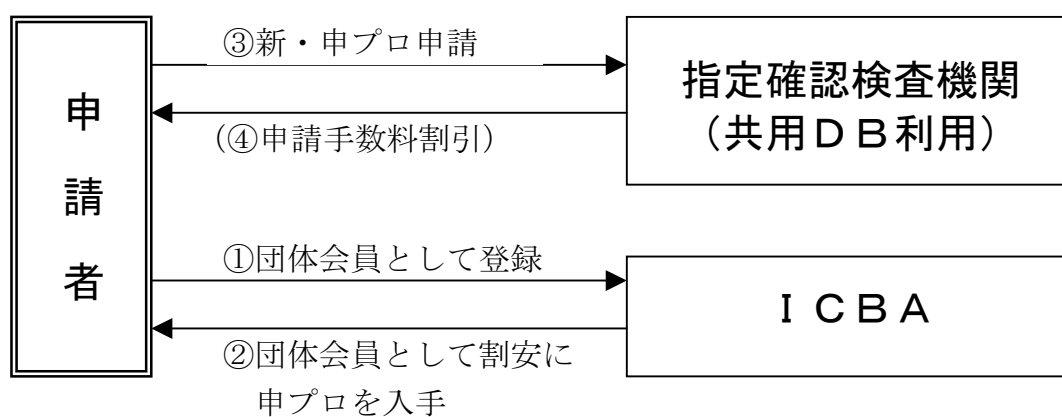 ③新・申プロ申請
指定確認検査機関
（共用ＤＢ利用）
(④申請手数料割引)
申請者
①団体会員として登録
ＩＣＢＡ
②団体会員として割安に
申プロを入手